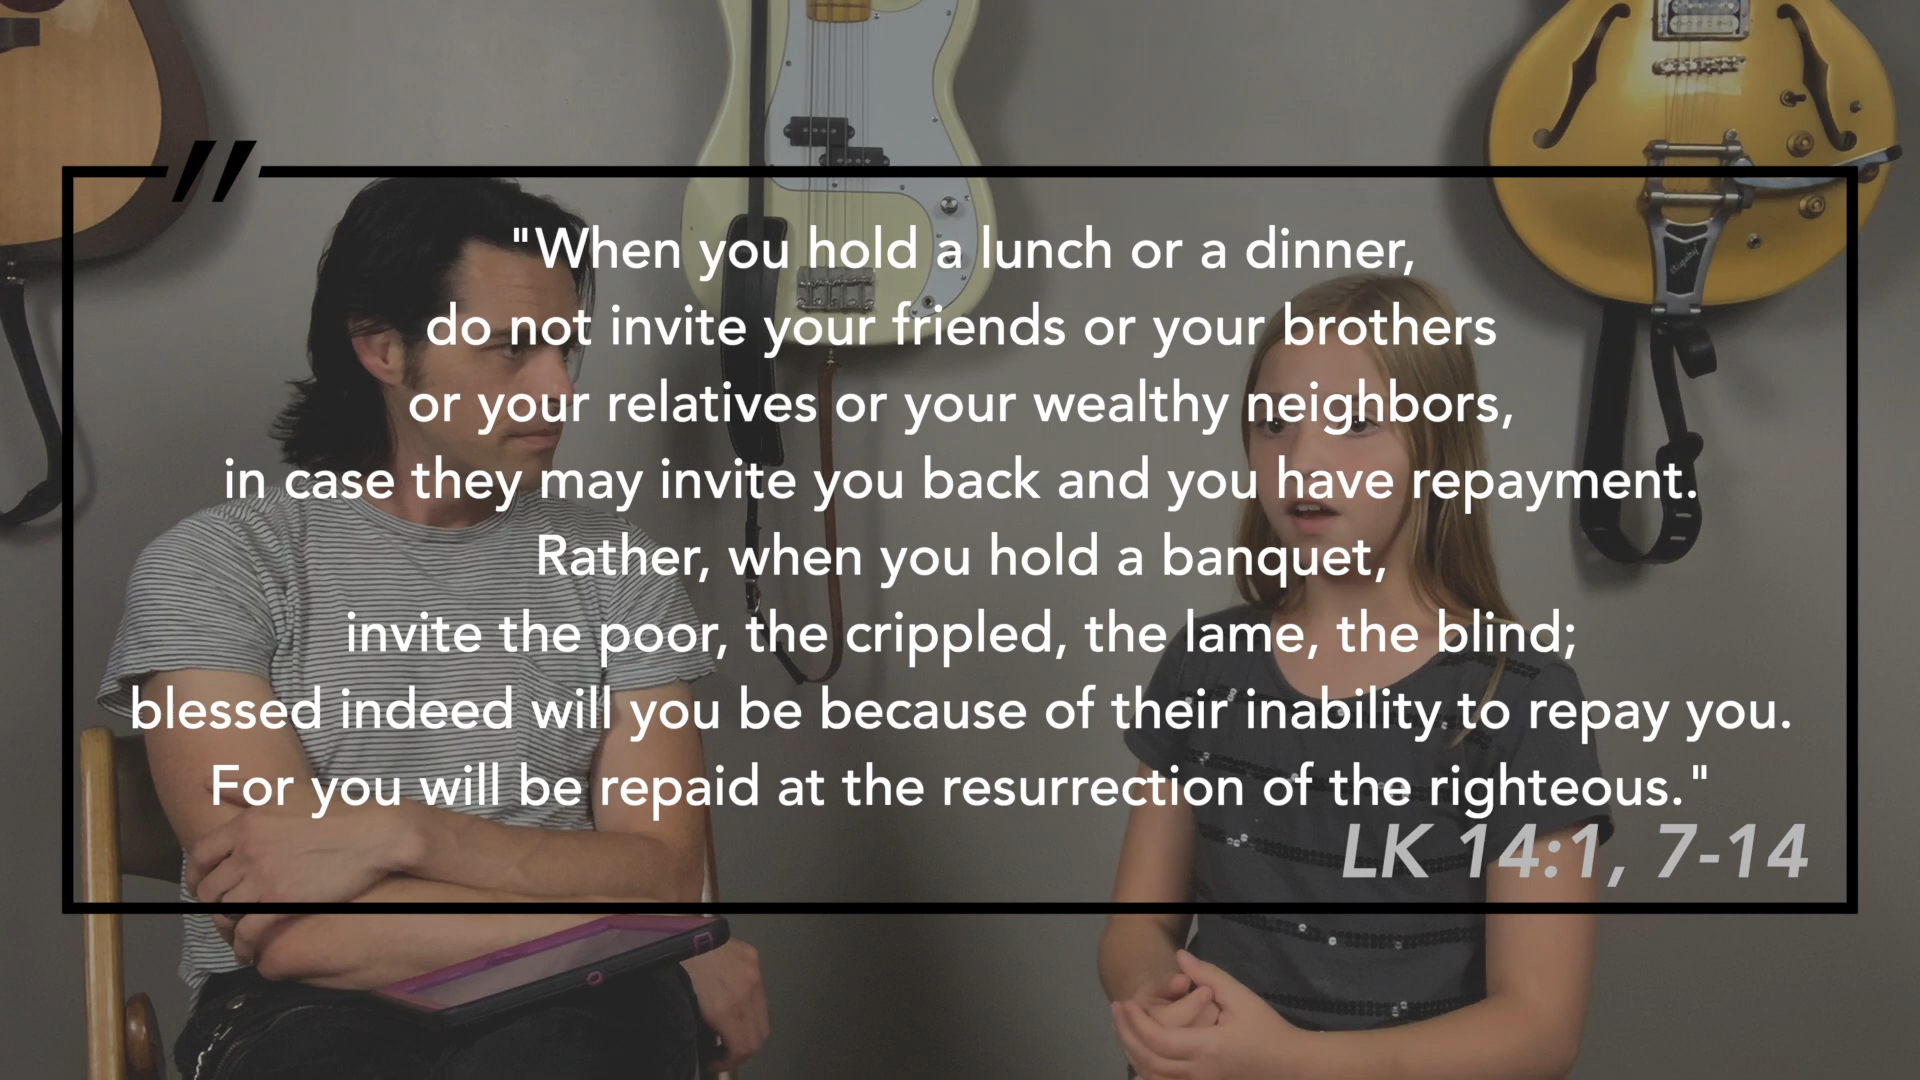 "When you hold a lunch or a dinner,
do not invite your friends or your brothers
or your relatives or your wealthy neighbors,
in case they may invite you back and you have repayment.
Rather, when you hold a banquet,
invite the poor, the crippled, the lame, the blind;
blessed indeed will you be because of their inability to repay you.
For you will be repaid at the resurrection of the righteous."
LK 14:1, 7-14